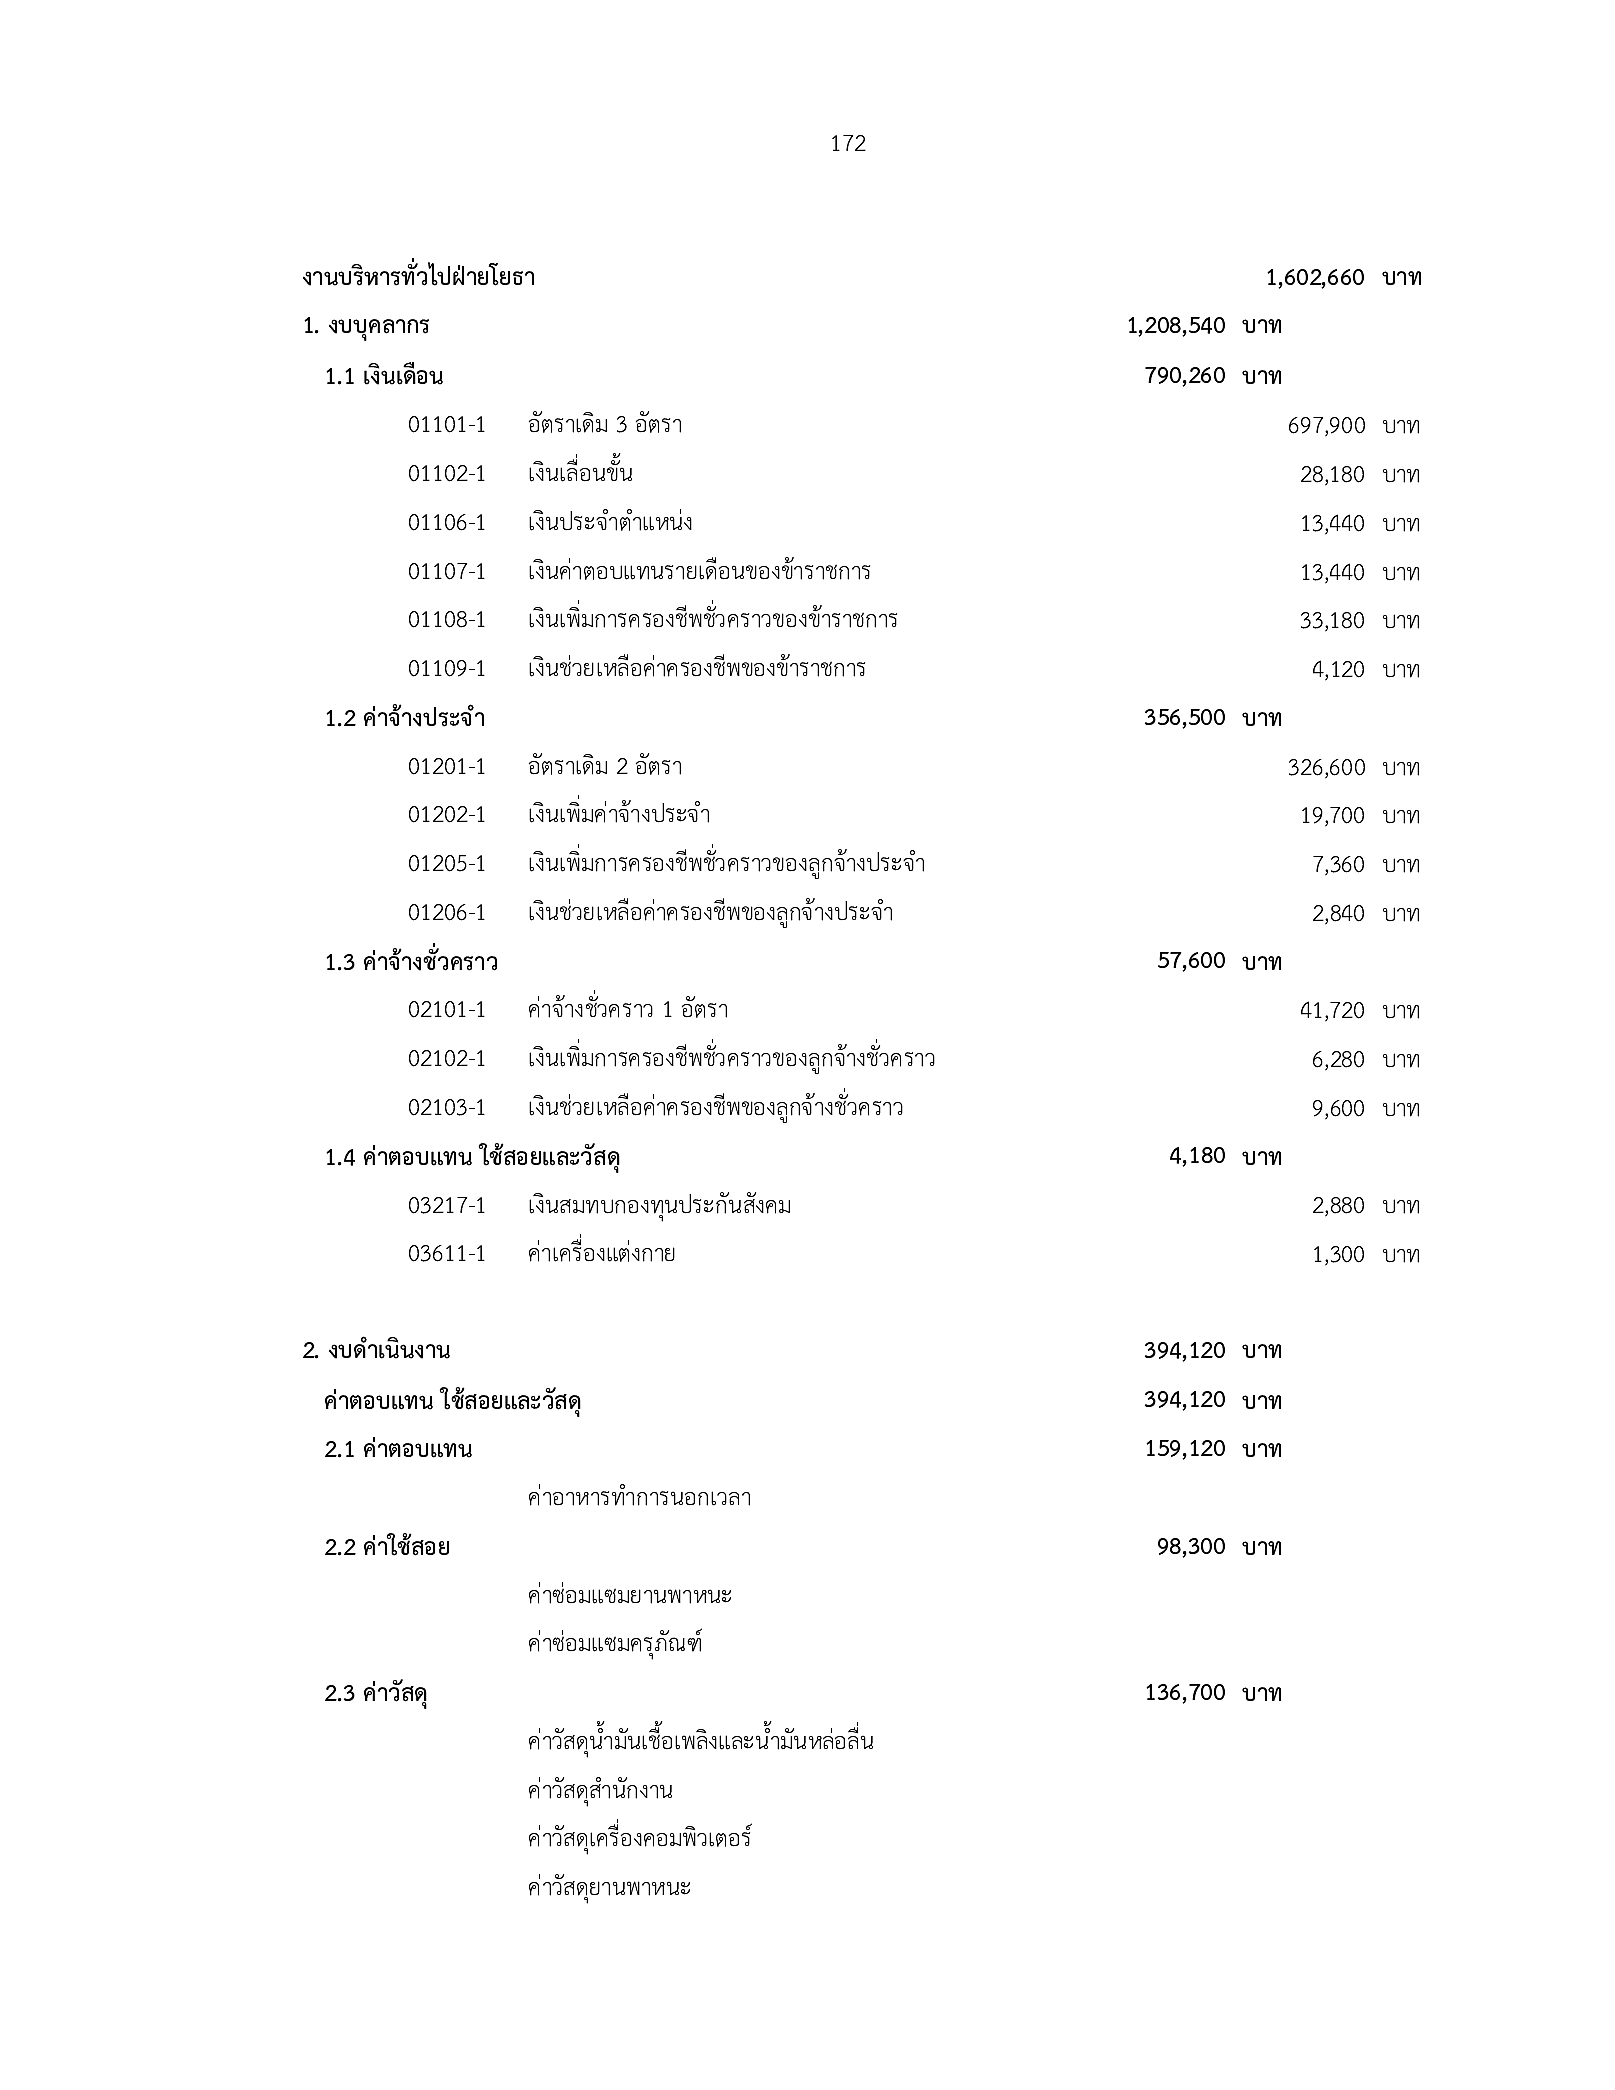 172
งานบริหารทั่วไปฝ่ายโยธา 1,602,660 บาท
1. งบบุคลากร 1,208,540 บาท
1.1 เงินเดือน 790,260 บาท
01101-1 อัตราเดิม 3 อัตรา 697,900 บาท
01102-1 เงินเลื่อนขั้น 28,180 บาท
01106-1 เงินประจำตำแหน่ง 13,440 บาท
01107-1 เงินค่าตอบแทนรายเดือนของข้าราชการ 13,440 บาท
01108-1 เงินเพิ่มการครองชีพชั่วคราวของข้าราชการ 33,180 บาท
01109-1 เงินช่วยเหลือค่าครองชีพของข้าราชการ 4,120 บาท
1.2 ค่าจ้างประจำ 356,500 บาท
01201-1 อัตราเดิม 2 อัตรา 326,600 บาท
01202-1 เงินเพิ่มค่าจ้างประจำ 19,700 บาท
01205-1 เงินเพิ่มการครองชีพชั่วคราวของลูกจ้างประจำ 7,360 บาท
01206-1 เงินช่วยเหลือค่าครองชีพของลูกจ้างประจำ 2,840 บาท
1.3 ค่าจ้างชั่วคราว 57,600 บาท
02101-1 ค่าจ้างชั่วคราว 1 อัตรา 41,720 บาท
02102-1 เงินเพิ่มการครองชีพชั่วคราวของลูกจ้างชั่วคราว 6,280 บาท
02103-1 เงินช่วยเหลือค่าครองชีพของลูกจ้างชั่วคราว 9,600 บาท
1.4 ค่าตอบแทน ใช้สอยและวัสดุ 4,180 บาท
03217-1 เงินสมทบกองทุนประกันสังคม 2,880 บาท
03611-1 ค่าเครื่องแต่งกาย 1,300 บาท
2. งบดำเนินงาน 394,120 บาท
ค่าตอบแทน ใช้สอยและวัสดุ 394,120 บาท
2.1 ค่าตอบแทน 159,120 บาท
ค่าอาหารทำการนอกเวลา
2.2 ค่าใช้สอย 98,300 บาท
ค่าซ่อมแซมยานพาหนะ
ค่าซ่อมแซมครุภัณฑ์
2.3 ค่าวัสดุ 136,700 บาท
ค่าวัสดุน้ำมันเชื้อเพลิงและน้ำมันหล่อลื่น
ค่าวัสดุสำนักงาน
ค่าวัสดุเครื่องคอมพิวเตอร์
ค่าวัสดุยานพาหนะ